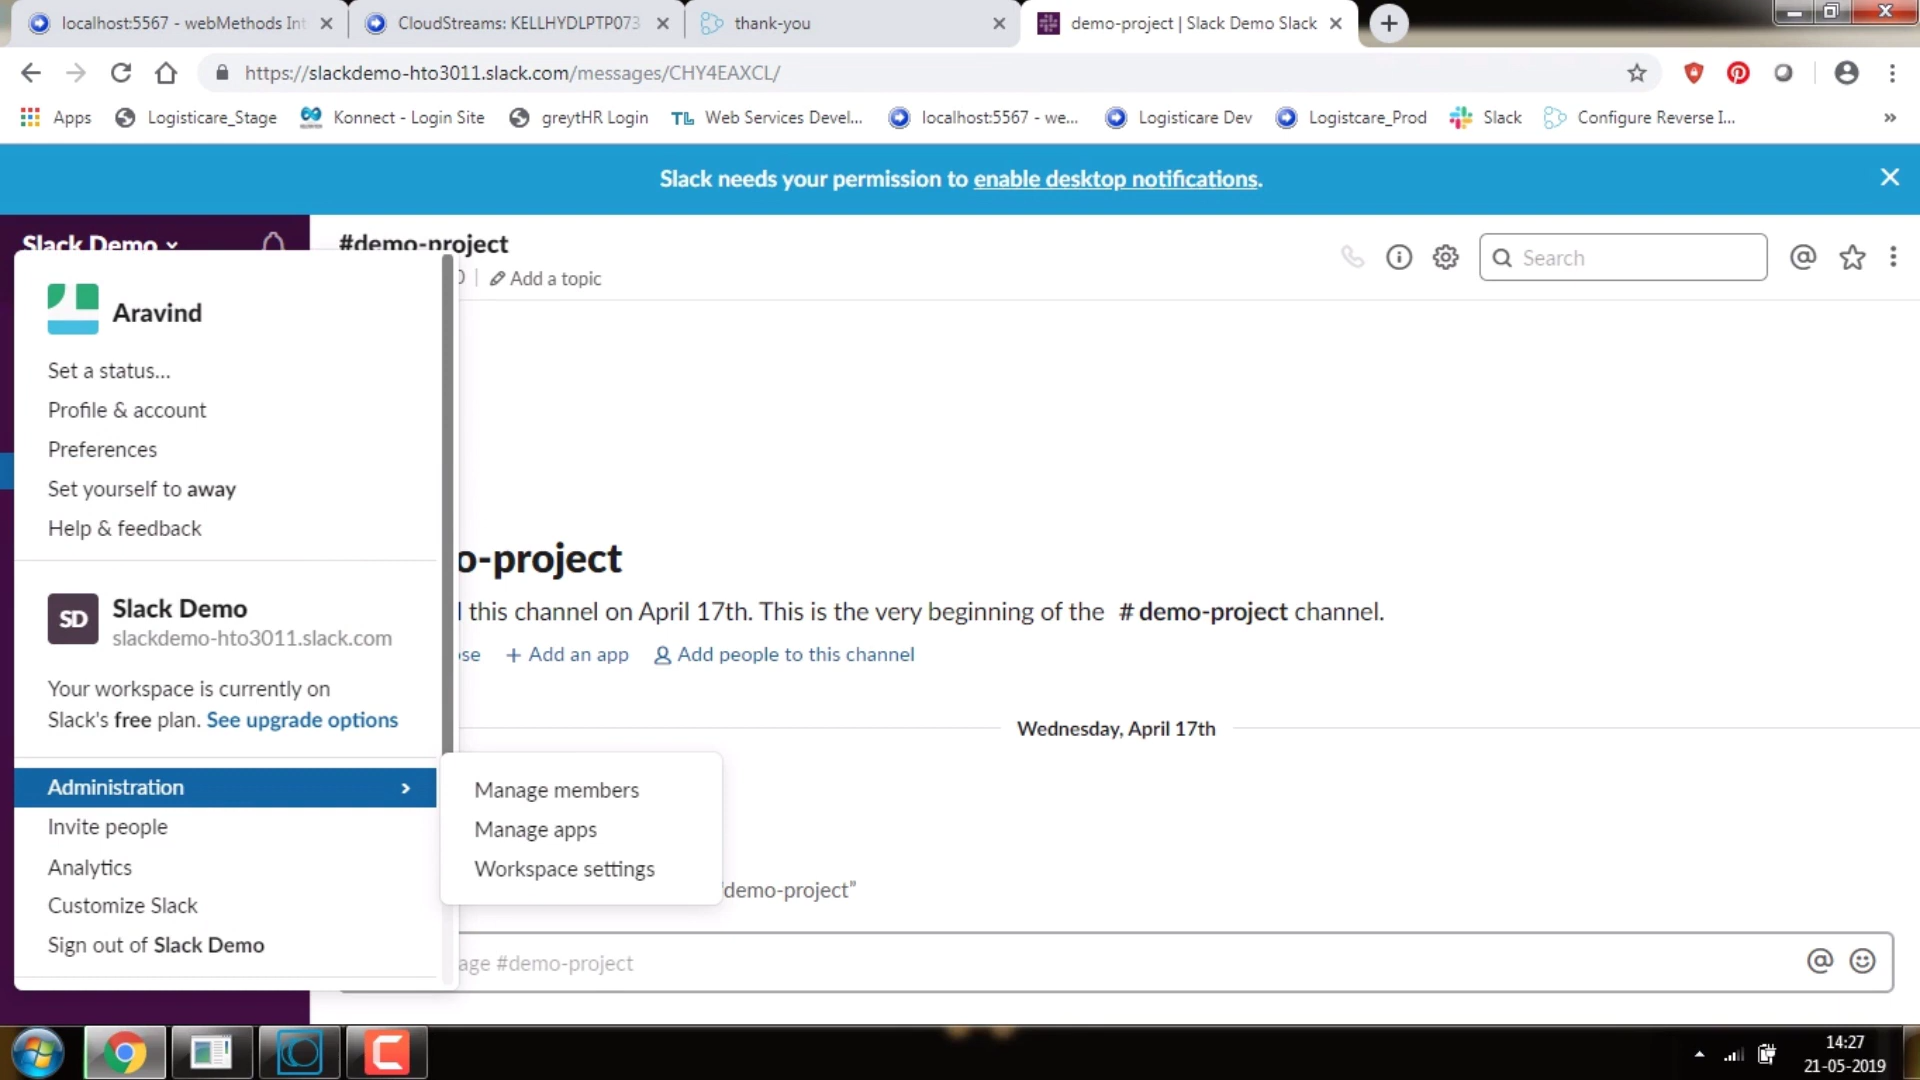 localhost:5567 - webMethods Int
CloudStreams: KELLHYDLPTP073
thank-you
demo-project | Slack Demo Slack
https://slackdemo-hto3011.slack.com/messages/CHY4EAXCL/
Apps
Logisticare_Stage
Konnect - Login Site
greytHR Login
TL
Web Services Devel...
localhost:5567 - we...
Logisticare Dev
Logistcare_Prod
Slack
Configure Reverse I...
»
Slack needs your permission to enable desktop notifications.
Slack Demo
#demo-project
Add a topic
Search
Aravind
Set a status...
Profile & account
Preferences
Set yourself to away
Help & feedback
SD
Slack Demo
slackdemo-hto3011.slack.com
Your workspace is currently on
Slack's free plan. See upgrade options
Administration
Invite people
Analytics
Customize Slack
Sign out of Slack Demo
Manage members
Manage apps
Workspace settings
o-project
this channel on April 17th. This is the very beginning of the # demo-project channel.
se
+ Add an app
Add people to this channel
Wednesday, April 17th
"demo-project"
age #demo-project
14:27
21-05-2019